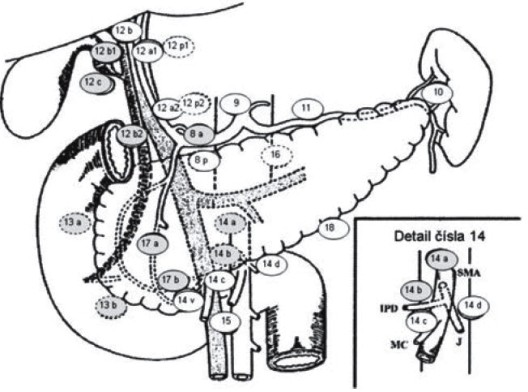 12 b
12 b1
12 a1
12 p1
12 c
12 a2
12 p2
9
11
10
12 b2
8 a
8 p
16
13 a
14 a
18
17 a
14 b
14 d
17 b
14 c
13 b
14 v
15
Detail čísla 14
14 a
SMA
14 b
IPD
14 d
14 c
MC
J